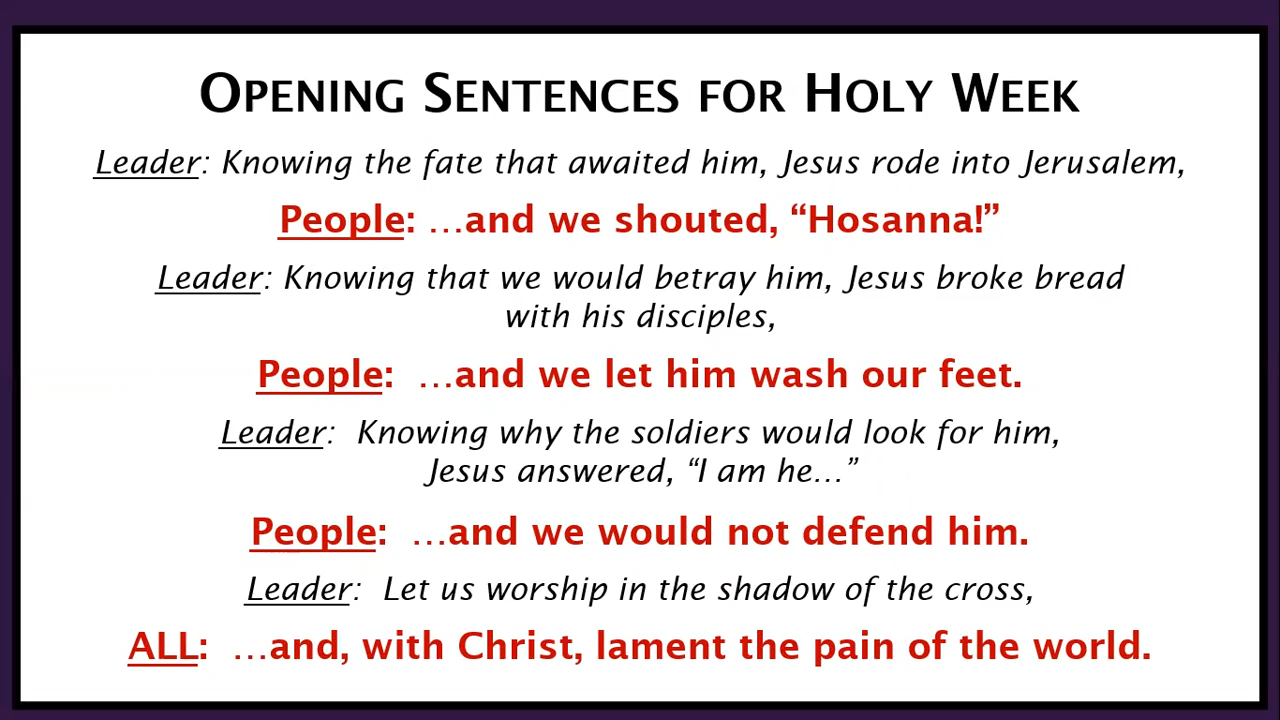 Opening Sentences for Holy Week
Leader: Knowing the fate that awaited him, Jesus rode into Jerusalem,
People: …and we shouted, “Hosanna!”
Leader: Knowing that we would betray him, Jesus broke bread
with his disciples,
People: …and we let him wash our feet.
Leader: Knowing why the soldiers would look for him,
Jesus answered, “I am he…”
People: …and we would not defend him.
Leader: Let us worship in the shadow of the cross,
ALL: …and, with Christ, lament the pain of the world.